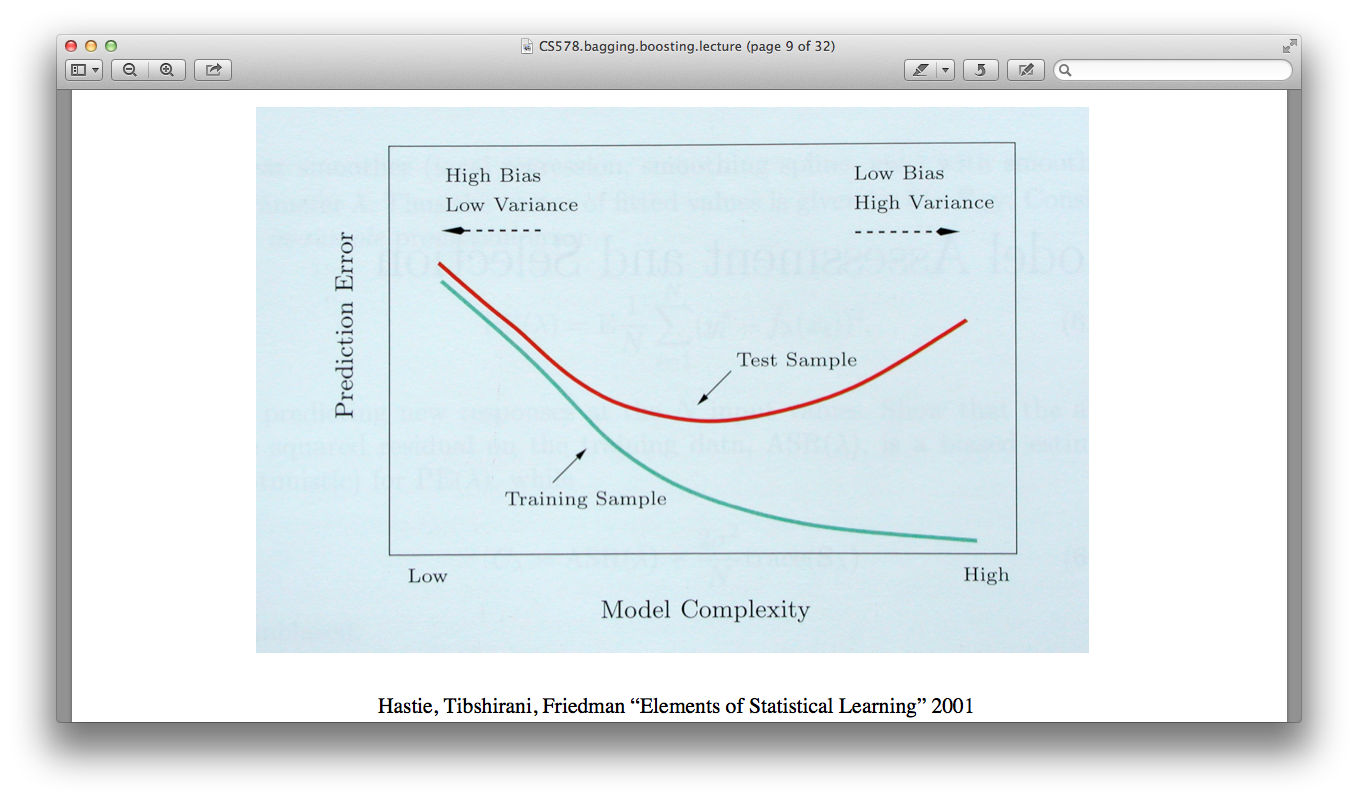 CS578.bagging.boosting.lecture (page 9 of 32)
High Bias
Low Variance
Low Bias
High Variance
Prediction Error
Test Sample
Training Sample
Low
High
Model Complexity
Hastie, Tibshirani, Friedman “Elements of Statistical Learning” 2001